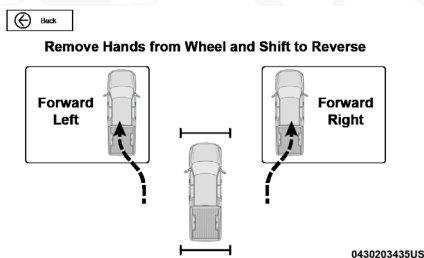 Back
Remove Hands from Wheel and Shift to Reverse
Forward
Left
Forward
Right
0430203435US